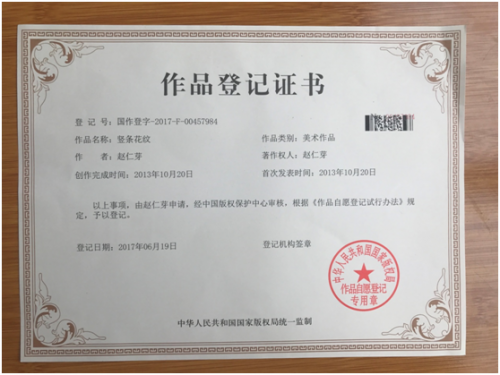 作品登记证书
登 记 号：国作登字-2017-F-00457984
作品名称：竖条花纹 作品类别：美术作品
作 者：赵仁芽 著作权人：赵仁芽
创作完成时间：2013年10月20日 首次发表时间：2013年10月20日
以上事项，由赵仁芽申请，经中国版权保护中心审核，根据《作品自愿登记试行办法》规
定，予以登记。
登记日期：2017年06月19日 登记机构签章
中华人民共和国国家版权局
作品自愿登记
专用章
中华人民共和国国家版权局统一监制